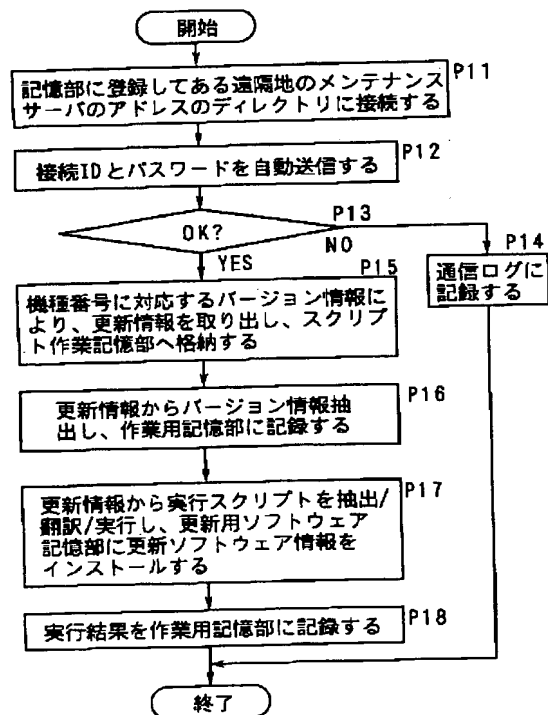 開始
記憶部に登録してある遠隔地のメンテナンス
サーバのアドレスのディレクトリに接続する
P11
接続IDとパスワードを自動送信する
P12
OK?
P13
NO
YES
P14
通信ログに
記録する
P15
機種番号に対応するバージョン情報に
より、更新情報を取り出し、スクリプ
ト作業記憶部へ格納する
更新情報からバージョン情報抽
出し、作業用記憶部に記録する
P16
更新情報から実行スクリプトを抽出/
翻訳/実行し、更新用ソフトウェア
記憶部に更新ソフトウェア情報を
インストールする
P17
実行結果を作業用記憶部に記録する
P18
終了